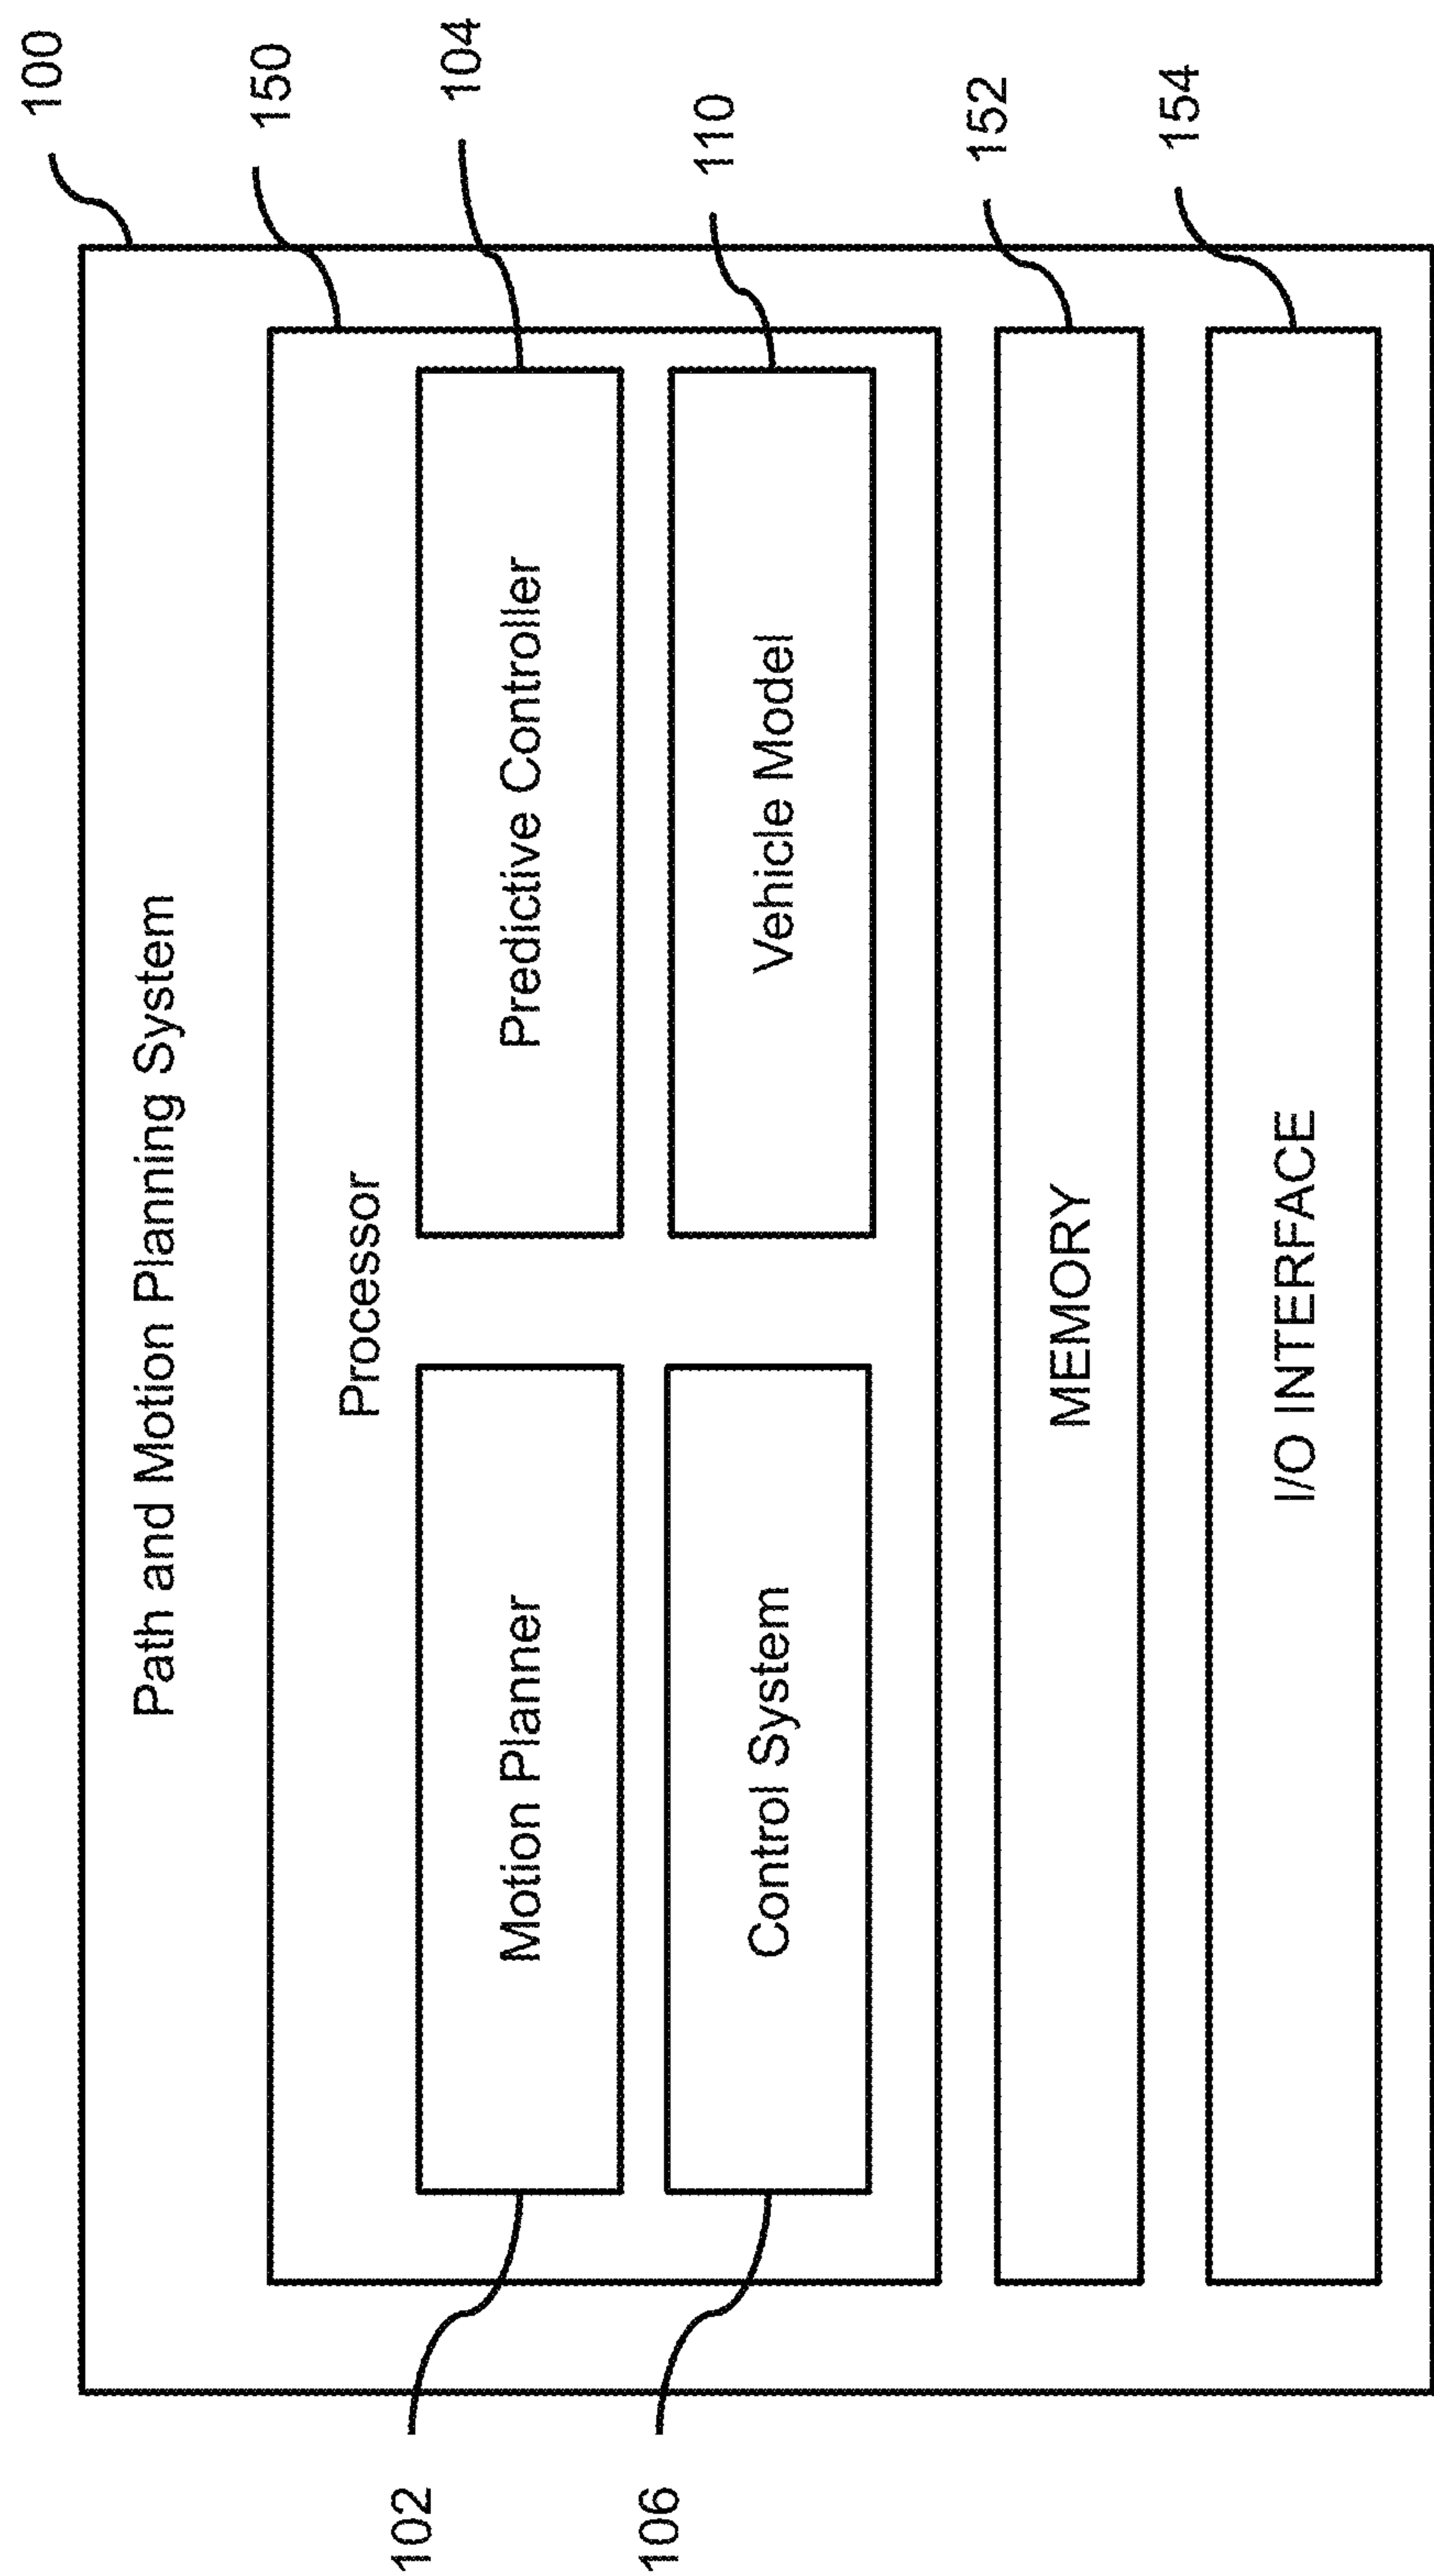 100
Path and Motion Planning System
150
Processor
104
102
Motion Planner
Predictive Controller
110
106
Control System
Vehicle Model
152
MEMORY
154
I/O INTERFACE